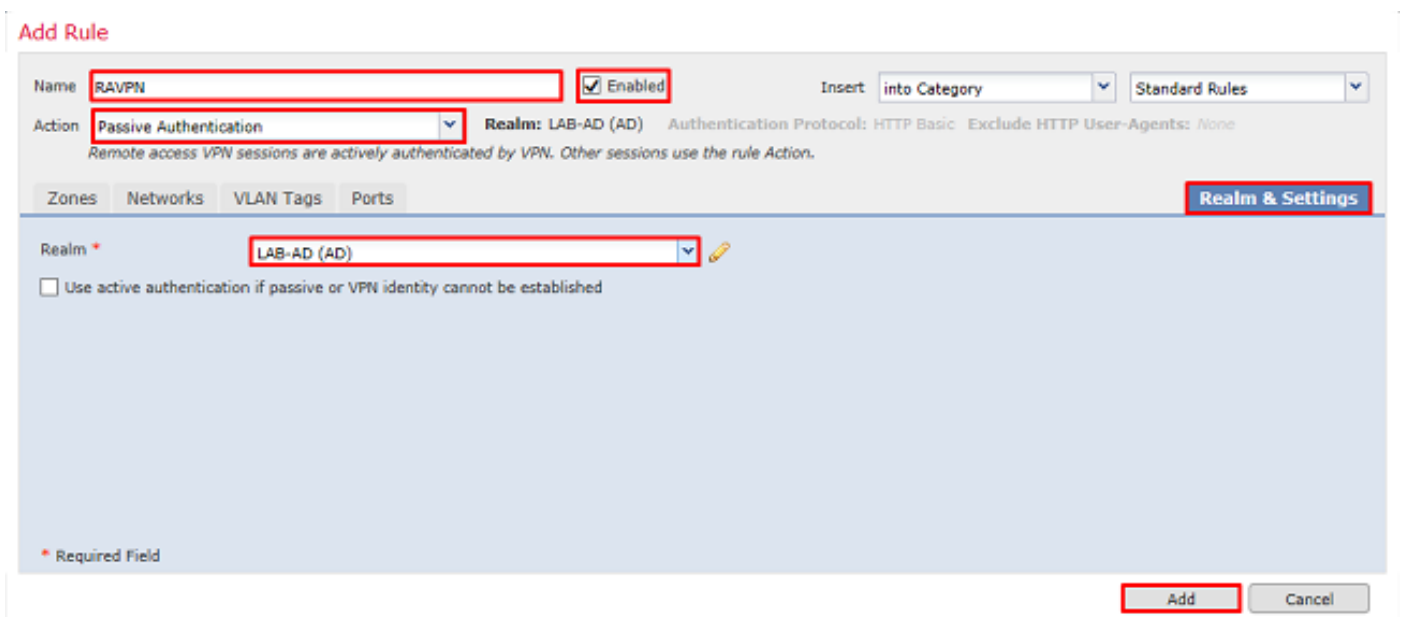 Add Rule
Name RAVPN Enabled Insert into Category Standard Rules
Action Passive Authentication Realm: LAB-AD (AD) Authentication Protocol: HTTP Basic Exclude HTTP User-Agents: None
Remote access VPN sessions are actively authenticated by VPN. Other sessions use the rule Action.
Zones Networks VLAN Tags Ports Realm & Settings
Realm * LAB-AD (AD)
Use active authentication if passive or VPN identity cannot be established
* Required Field
Add Cancel